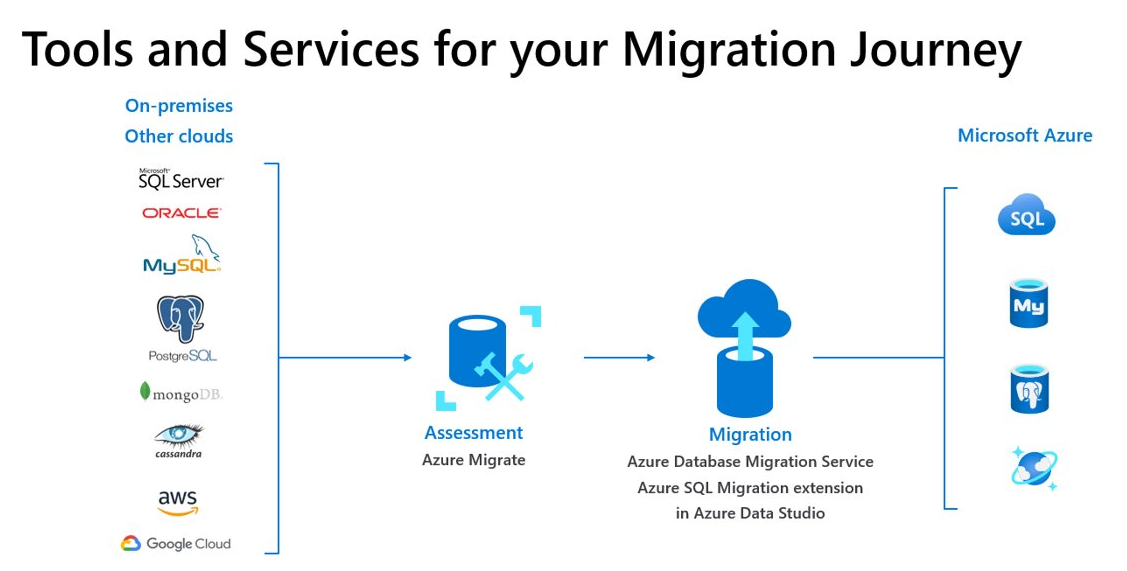 Tools and Services for your Migration Journey
On-premises
Other clouds
Microsoft
SQL Server
ORACLE
MySQL
PostgreSQL
mongoDB
cassandra
aws
Google Cloud
Assessment
Azure Migrate
Migration
Azure Database Migration Service
Azure SQL Migration extension
in Azure Data Studio
Microsoft Azure
SQL
My